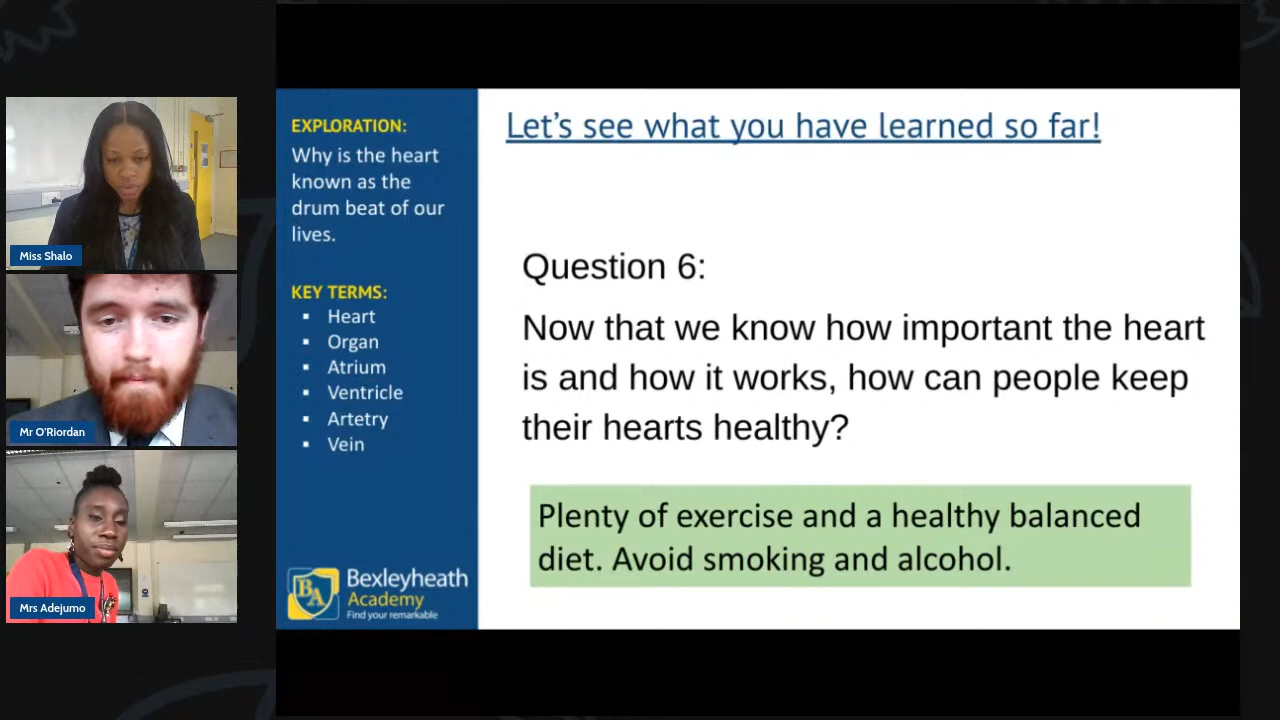 Miss Shalo
Mr O'Riordan
Mrs Adejumo
EXPLORATION:
Why is the heart
known as the
drum beat of our
lives.
KEY TERMS:
▪ Heart
▪ Organ
▪ Atrium
▪ Ventricle
▪ Artetry
▪ Vein
BA
Bexleyheath
Academy
Find your remarkable
Let's see what you have learned so far!
Question 6:
Now that we know how important the heart
is and how it works, how can people keep
their hearts healthy?
Plenty of exercise and a healthy balanced
diet. Avoid smoking and alcohol.